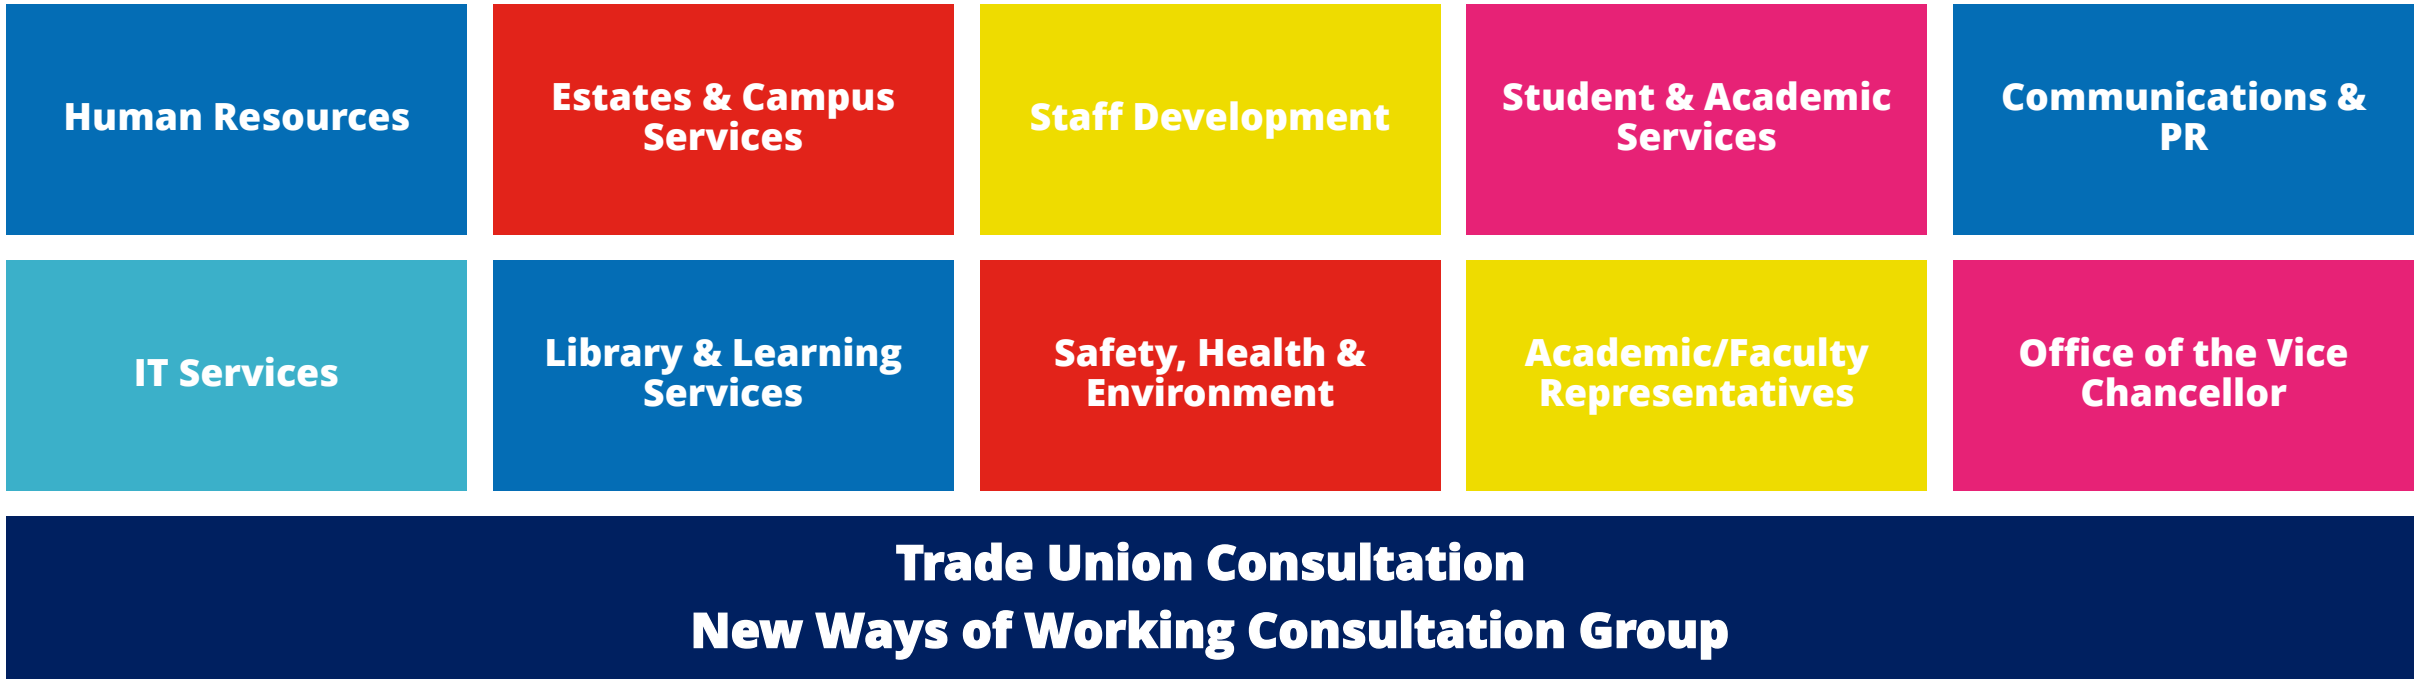 Human Resources
Estates & Campus
Services
Staff Development
Student & Academic
Services
Communications &
PR
IT Services
Library & Learning
Services
Safety, Health &
Environment
Academic/Faculty
Representatives
Office of the Vice
Chancellor
Trade Union Consultation
New Ways of Working Consultation Group